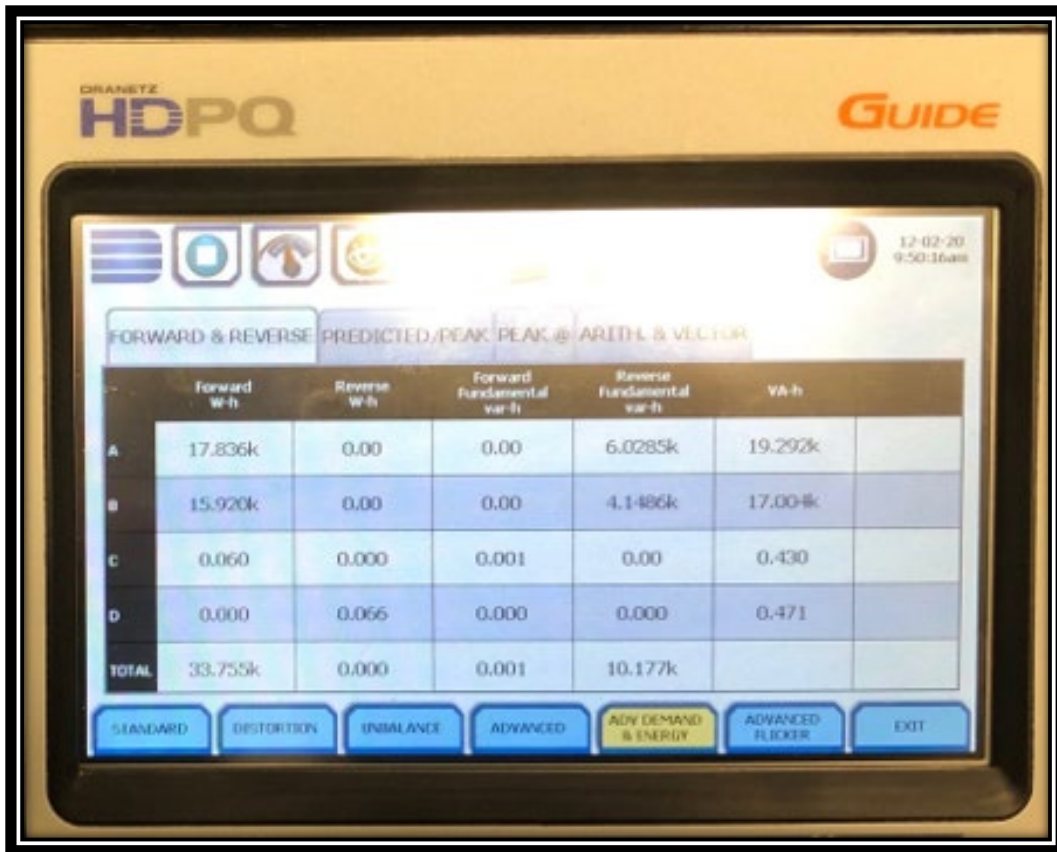 DRANETZ
HDPQ
GUIDE
12-02-20
9:50:16am
FORWARD & REVERSE PREDICTED/PEAK PEAK @ ARITH. & VECTOR
Forward W-h Reverse W-h Forward Fundamental var-h Reverse Fundamental var-h VA-h
A 17.836k 0.00 0.00 6.0285k 19.292k
B 15.920k 0.00 0.00 4.1486k 17.004k
C 0.060 0.000 0.001 0.00 0.430
D 0.000 0.066 0.000 0.000 0.471
TOTAL 33.755k 0.000 0.001 10.177k
STANDARD DISTORTION UNBALANCE ADVANCED ADV DEMAND & ENERGY ADVANCED FLICKER EXIT